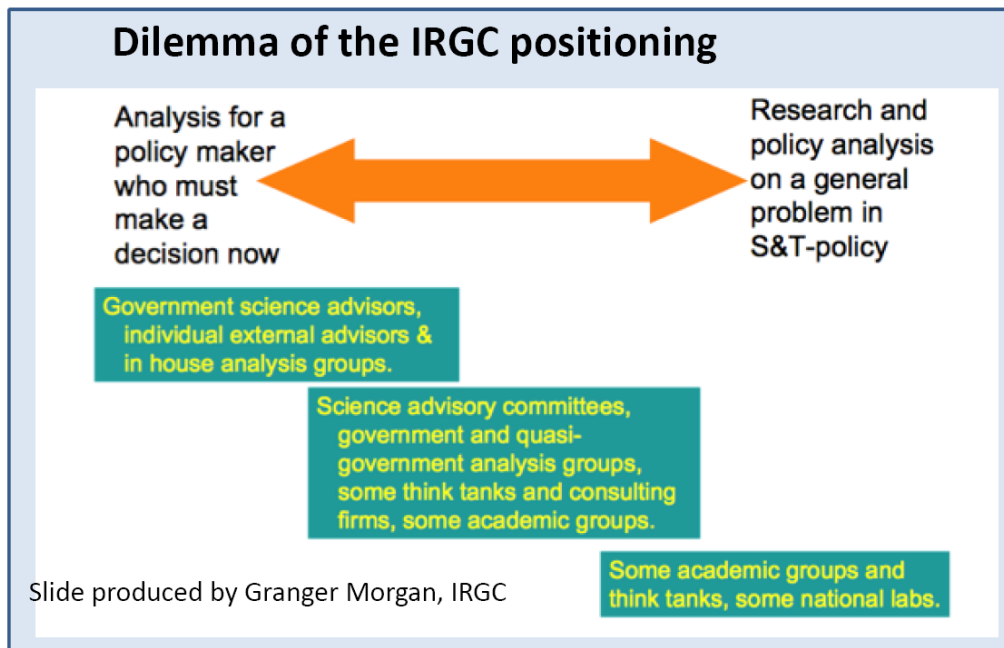 Dilemma of the IRGC positioning
Analysis for a
policy maker
who must
make a
decision now
Research and
policy analysis
on a general
problem in
S&T-policy
Government science advisors,
individual external advisors &
in house analysis groups.
Science advisory committees,
government and quasi-
government analysis groups,
some think tanks and consulting
firms, some academic groups.
Some academic groups and
think tanks, some national labs.
Slide produced by Granger Morgan, IRGC